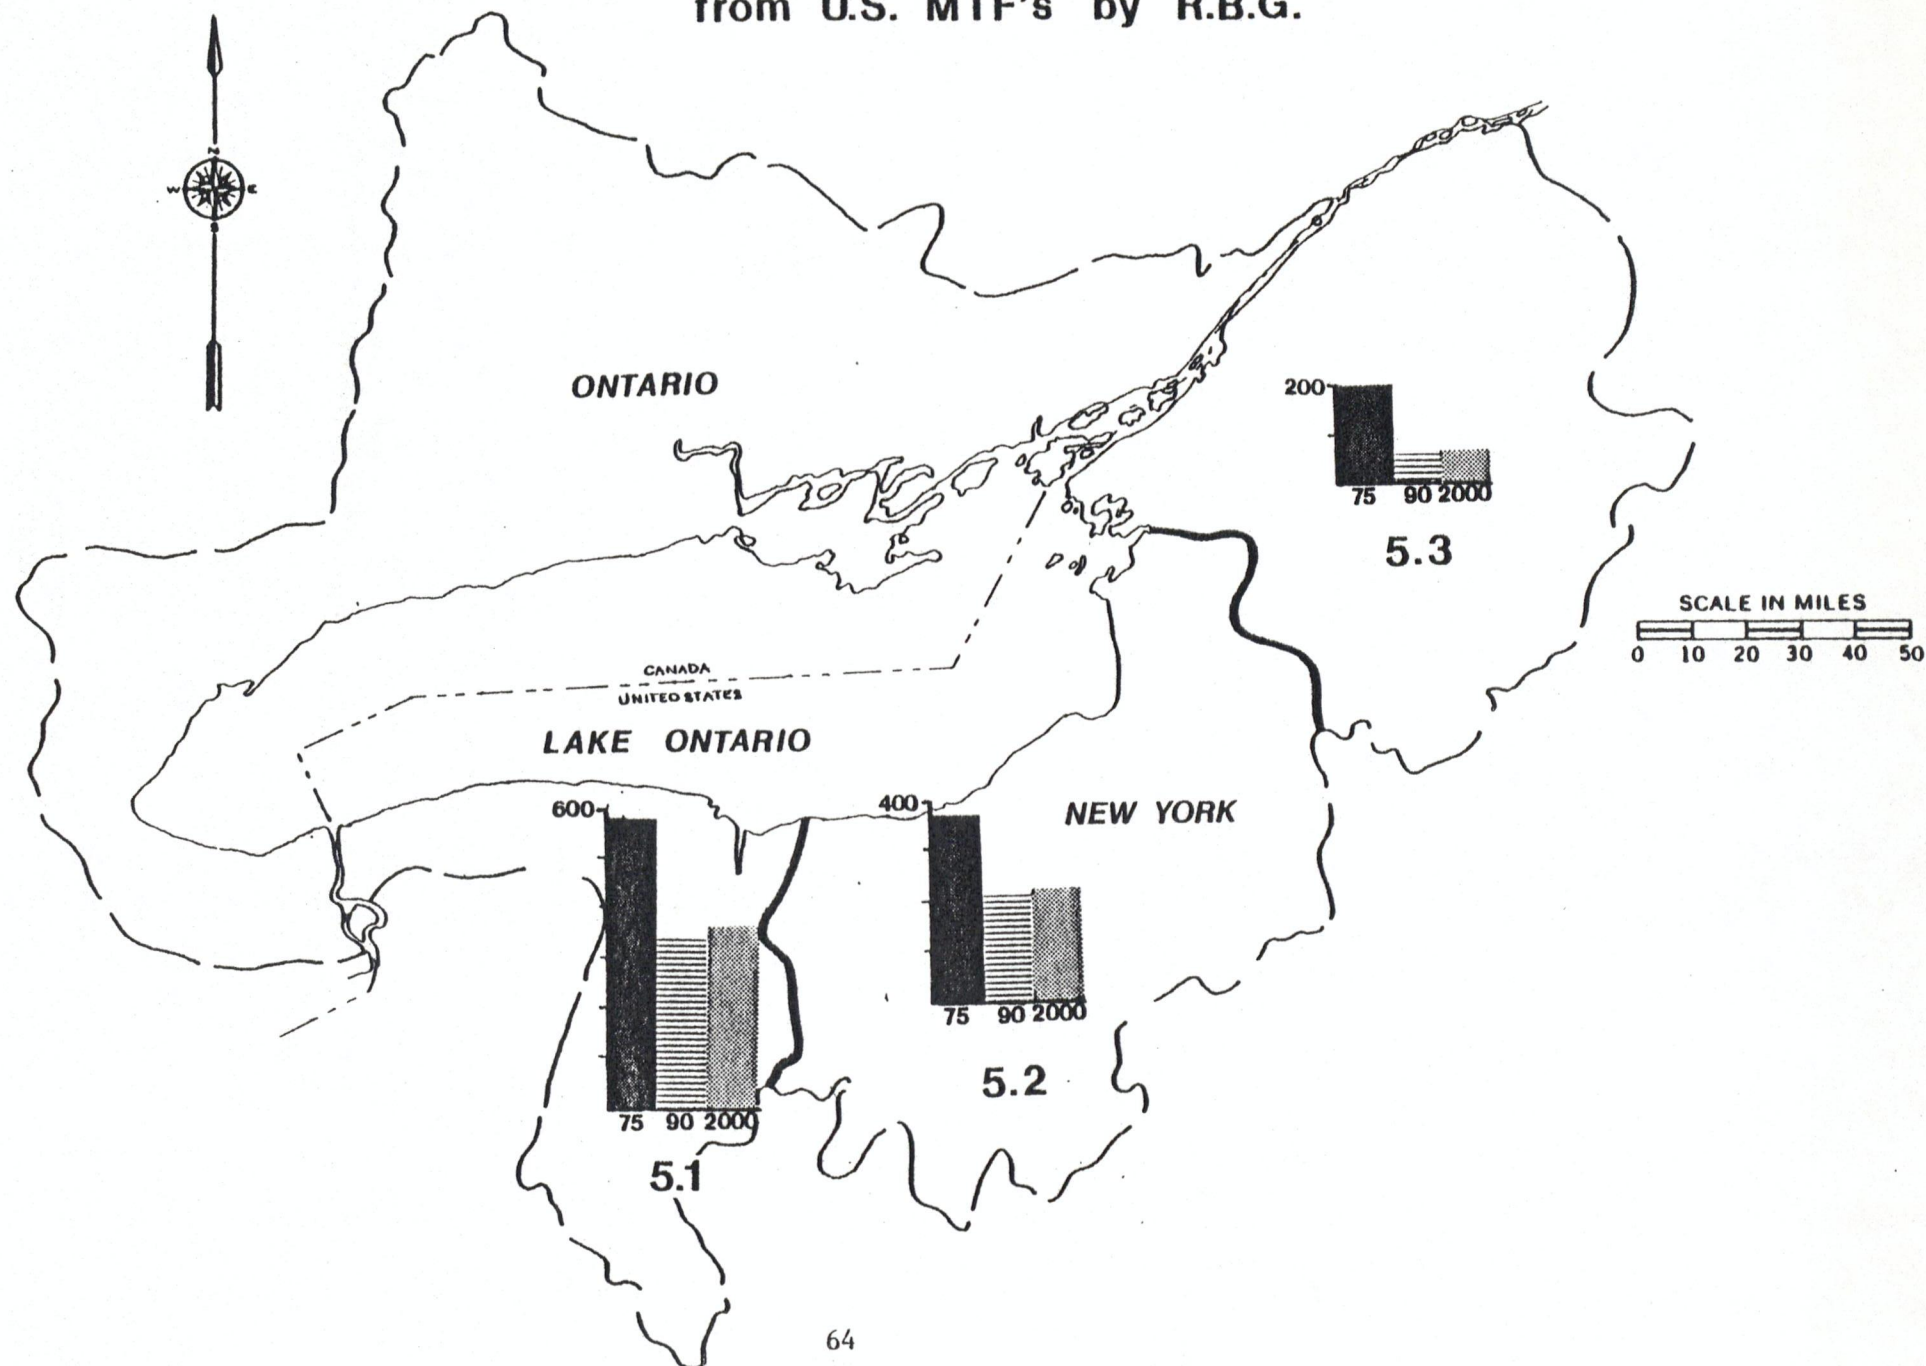 from U.S. MTF's by R.B.G.
N
W E
S
ONTARIO
200
75 90 2000
5.3
SCALE IN MILES
0 10 20 30 40 50
CANADA
UNITED STATES
LAKE ONTARIO
600
400
NEW YORK
75 90 2000
5.2
75 90 2000
5.1
64